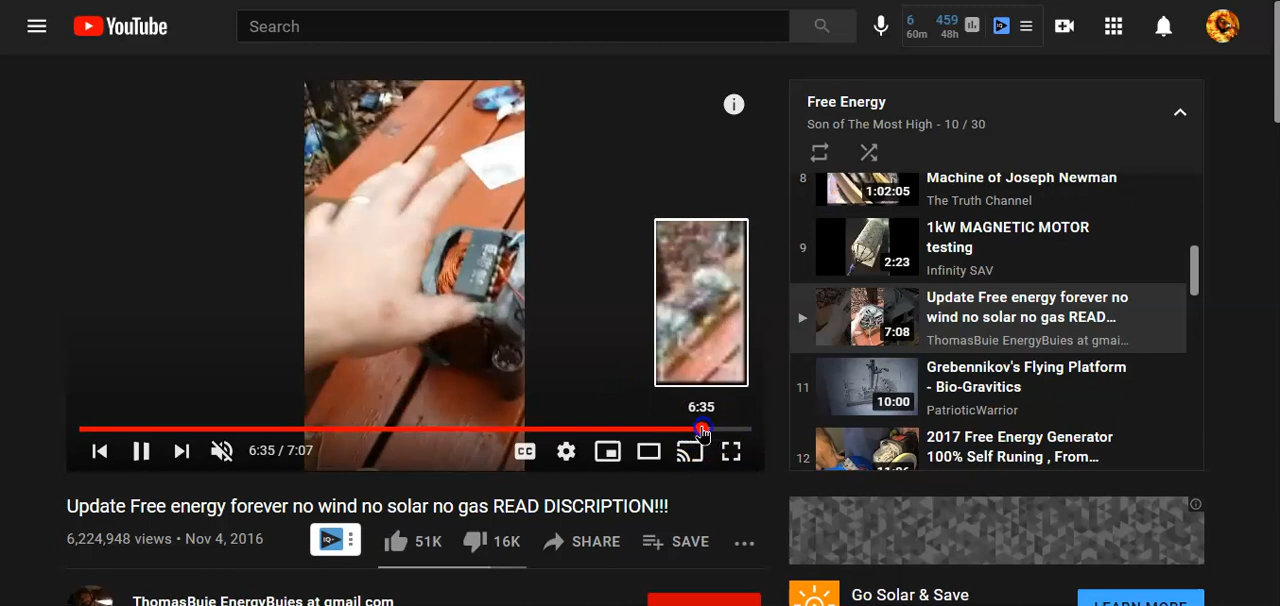 YouTube
Search
6 459
60m 48h
Free Energy
Son of The Most High - 10 / 30
8
1:02:05
Machine of Joseph Newman
The Truth Channel
9
2:23
1kW MAGNETIC MOTOR
testing
Infinity SAV
7:08
Update Free energy forever no
wind no solar no gas READ...
ThomasBuie EnergyBuies at gmai...
11
10:00
Grebennikov's Flying Platform
- Bio-Gravitics
PatrioticWarrior
12
2017 Free Energy Generator
100% Self Runing , From...
6:35
6:35 / 7:07
CC
Update Free energy forever no wind no solar no gas READ DISCRIPTION!!!
6,224,948 views • Nov 4, 2016
IQ
51K
16K
SHARE
SAVE
ThomasBuie EnergyBuies at gmail.com
Go Solar & Save
LEARN MORE